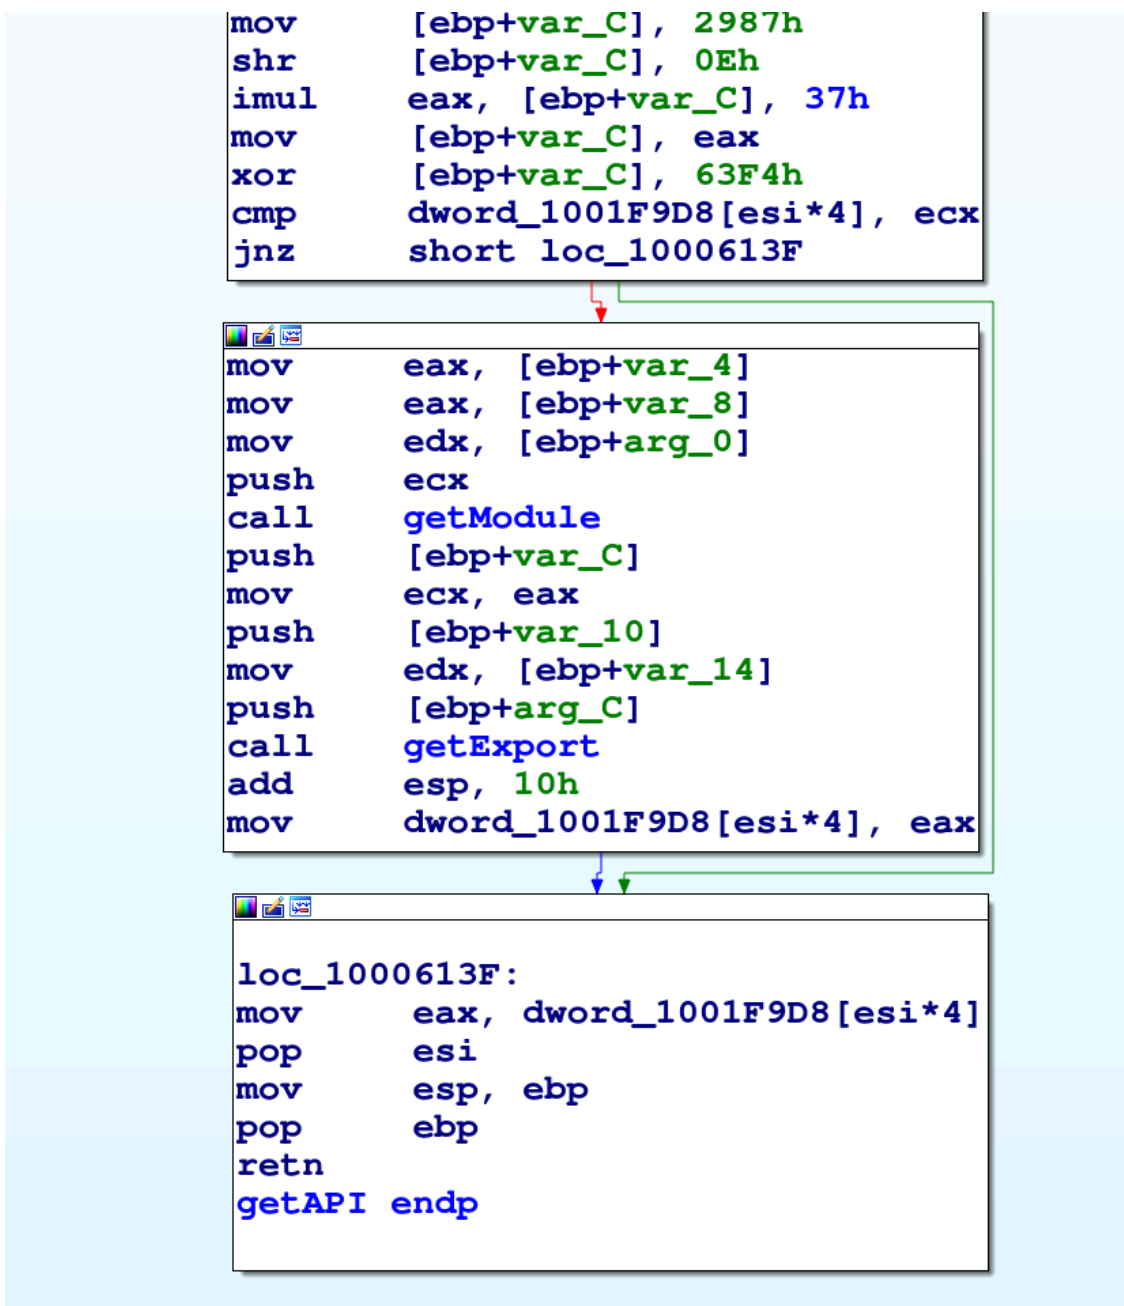 mov [ebp+var_C], 2987h
shr [ebp+var_C], 0Eh
imul eax, [ebp+var_C], 37h
mov [ebp+var_C], eax
xor [ebp+var_C], 63F4h
cmp dword_1001F9D8[esi*4], ecx
jnz short loc_1000613F
mov eax, [ebp+var_4]
mov eax, [ebp+var_8]
mov edx, [ebp+arg_0]
push ecx
call getModule
push [ebp+var_C]
mov ecx, eax
push [ebp+var_10]
mov edx, [ebp+var_14]
push [ebp+arg_C]
call getExport
add esp, 10h
mov dword_1001F9D8[esi*4], eax
loc_1000613F:
mov eax, dword_1001F9D8[esi*4]
pop esi
mov esp, ebp
pop ebp
retn
getAPI endp